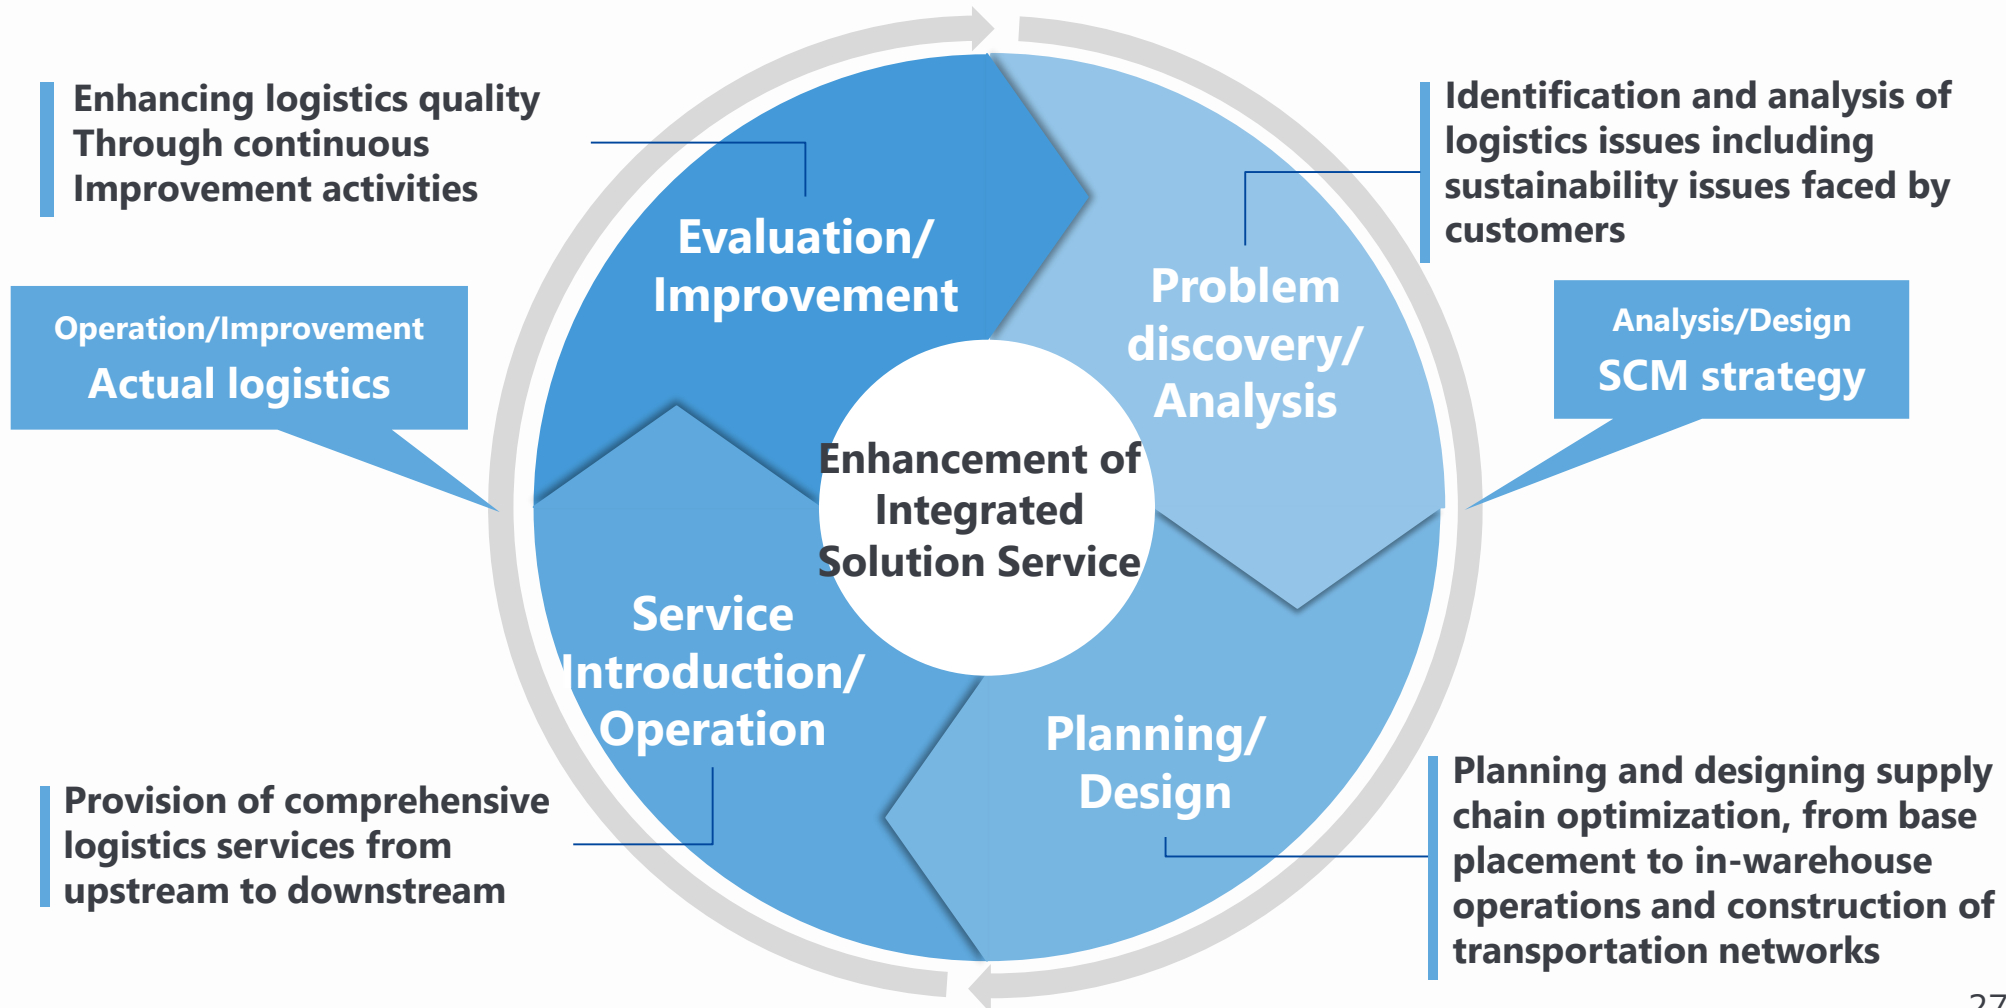 Enhancing logistics quality
Through continuous
Improvement activities
Identification and analysis of
logistics issues including
sustainability issues faced by
customers
Evaluation/
Improvement
Problem
discovery/
Analysis
Operation/Improvement
Actual logistics
Analysis/Design
SCM strategy
Enhancement of
Integrated
Solution Service
Service
Introduction/
Operation
Planning/
Design
Provision of comprehensive
logistics services from
upstream to downstream
Planning and designing supply
chain optimization, from base
placement to in-warehouse
operations and construction of
transportation networks
27